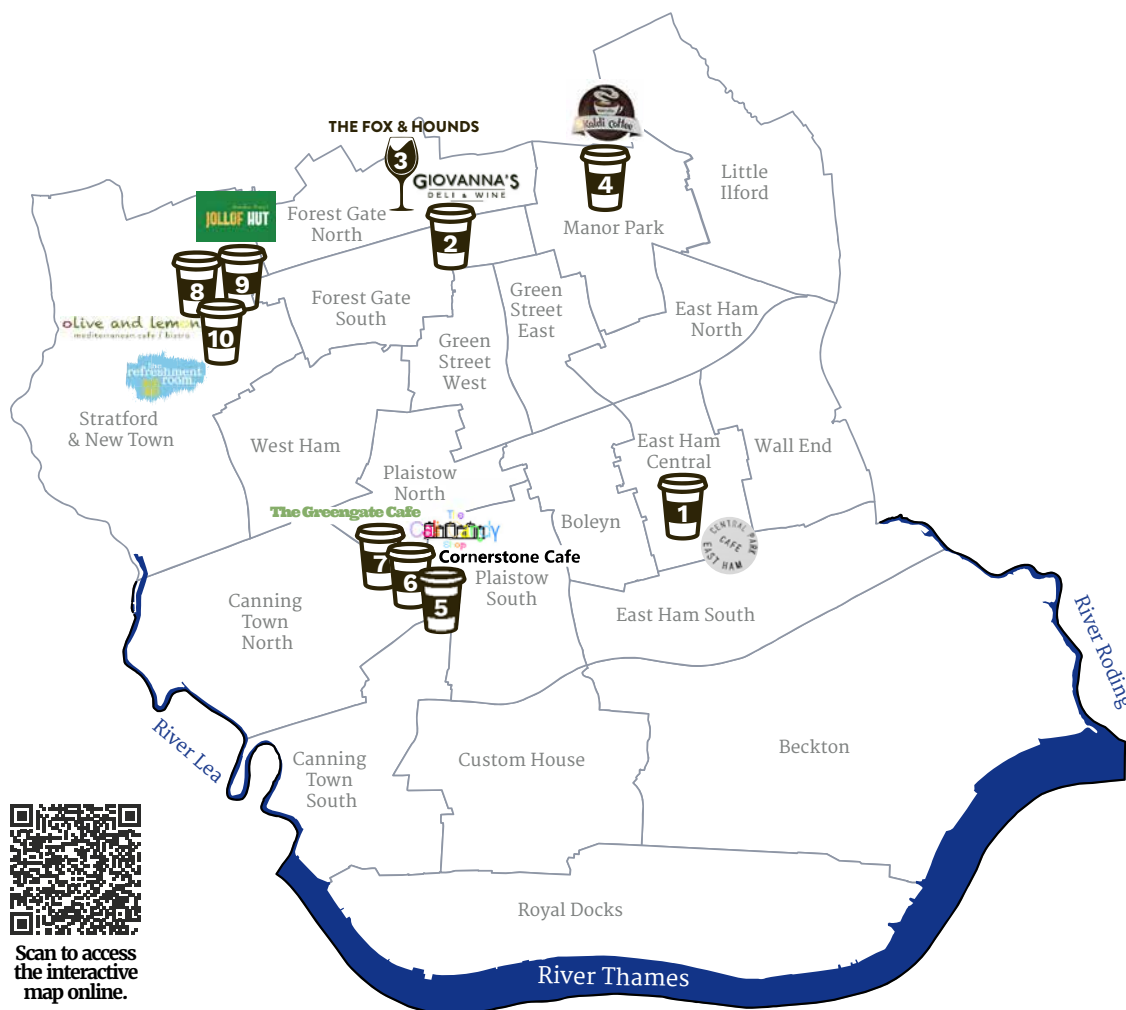 Kaldi Coffee
THE FOX & HOUNDS
3
GIOVANNA'S
DELI & WINE
4
Little
Ilford
JOLLOF HUT
Forest Gate
North
Manor Park
2
8
9
10
Forest Gate
South
Green
Street
East
East Ham
North
olive and lemon
mediterranean cafe / bistro
Green
Street
West
the
refreshment
room
Stratford
& New Town
West Ham
East Ham
Central
Wall End
Plaistow
North
1
The Greengate Cafe
Boleyn
CENTRAL PARK
CAFE
EAST HAM
Cornerstone Cafe
7
6
5
Plaistow
South
Canning
Town
North
East Ham South
River Roding
River Lea
Canning
Town
South
Custom House
Beckton
Royal Docks
River Thames
Scan to access
the interactive
map online.